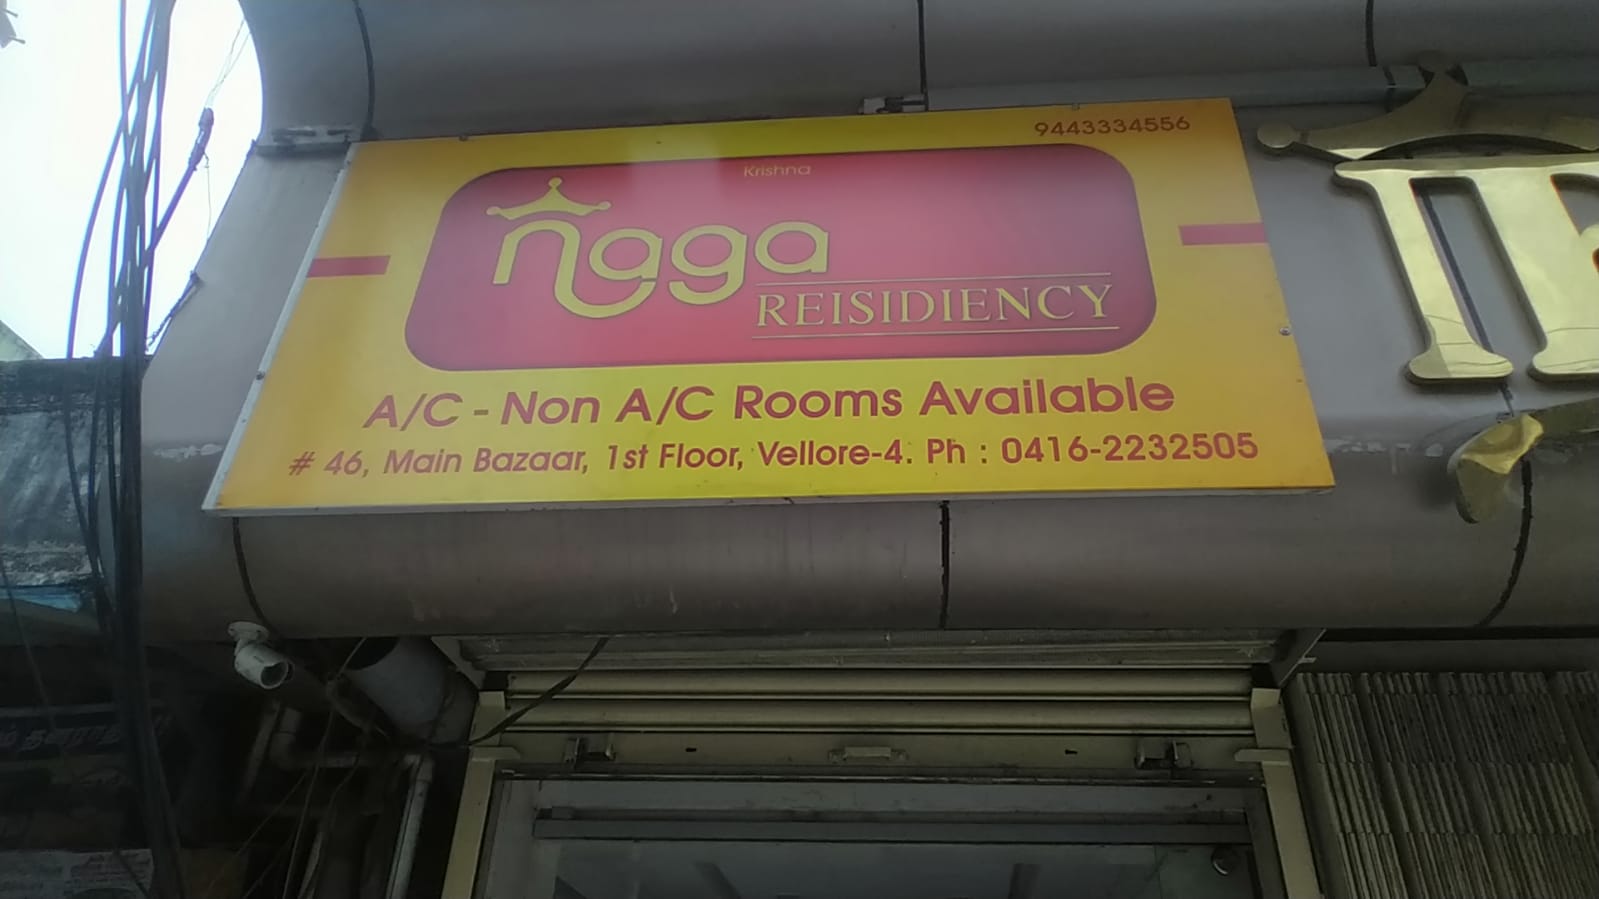 9443334556
Krishna
naga
REISIDIENCY
A/C - Non A/C Rooms Available
# 46, Main Bazaar, 1st Floor, Vellore-4. Ph : 0416-2232505